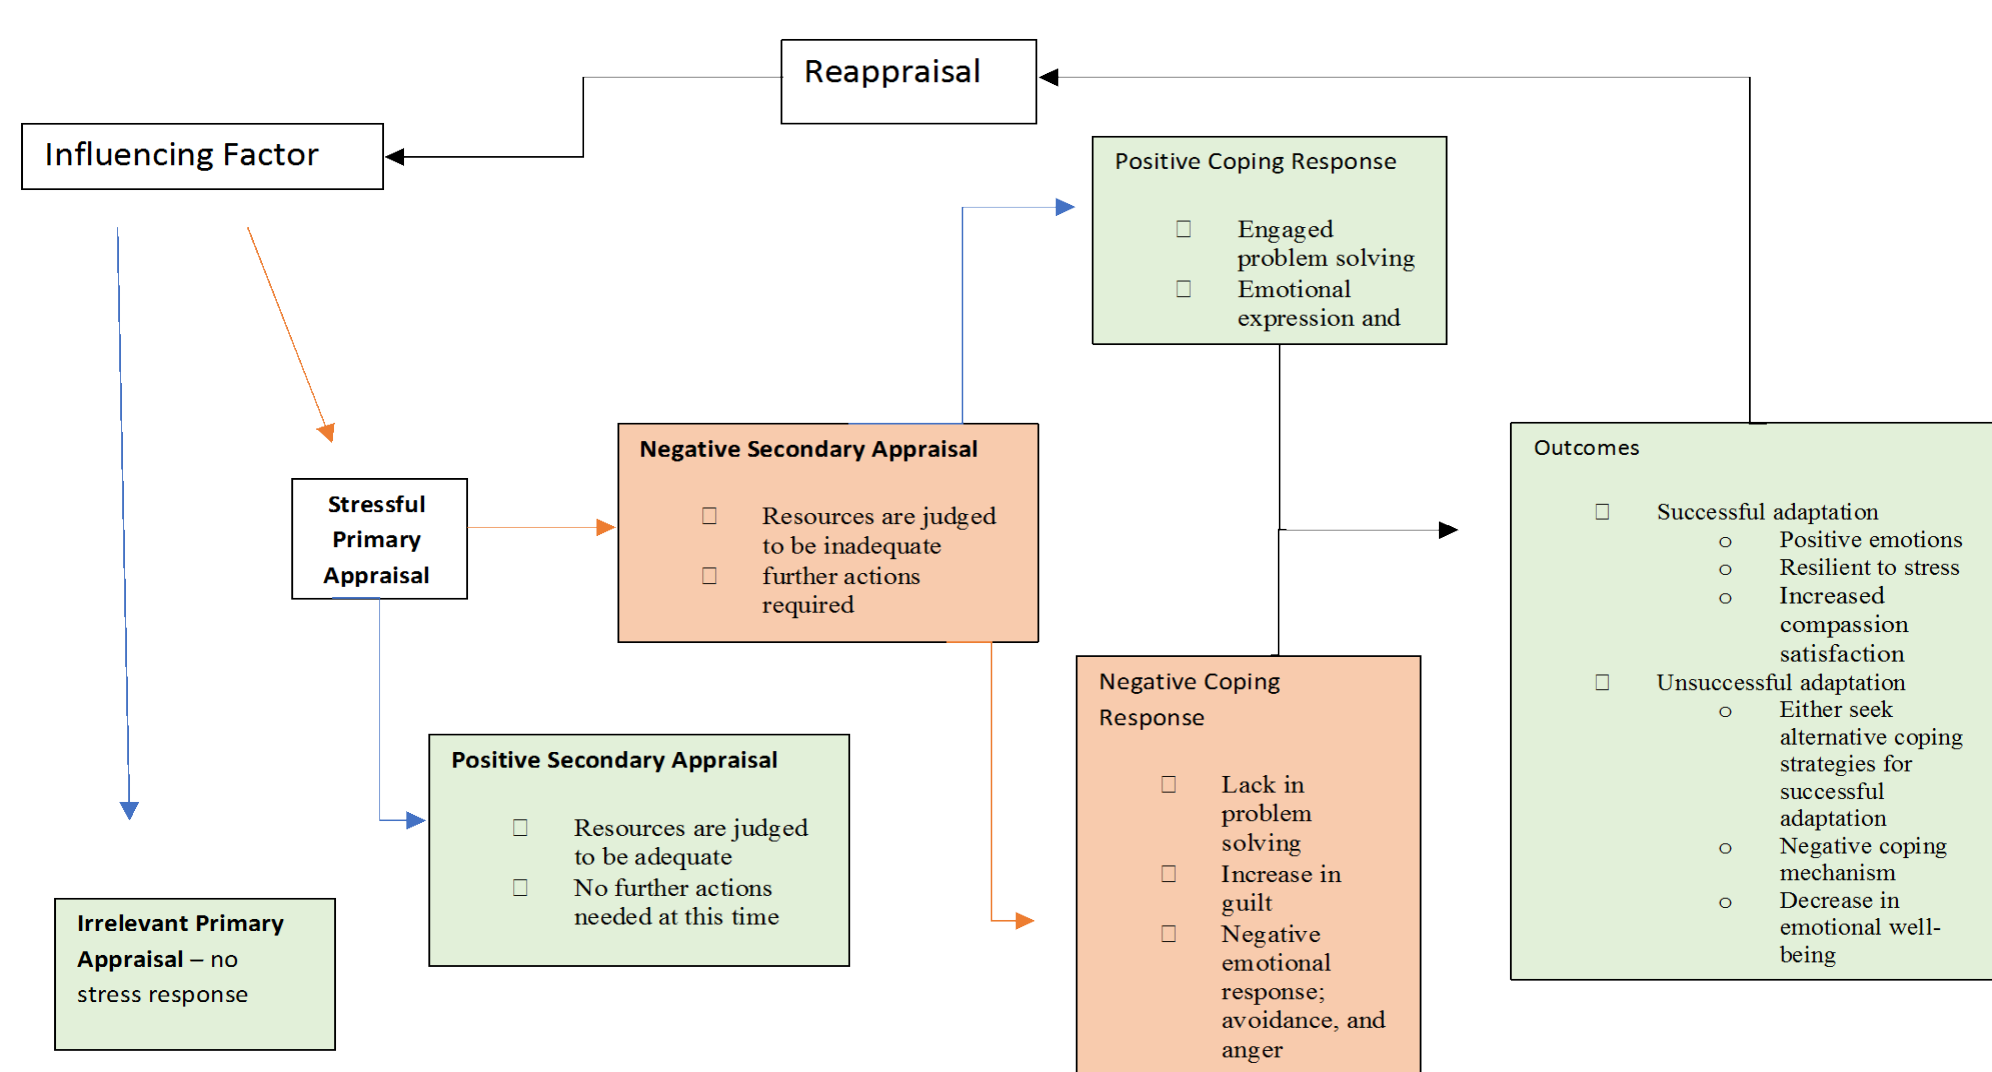 Reappraisal
Influencing Factor
Positive Coping Response
Engaged
problem solving
Emotional
expression and
Negative Secondary Appraisal
Resources are judged
to be inadequate
further actions
required
Stressful
Primary
Appraisal
Outcomes
Successful adaptation
o Positive emotions
o Resilient to stress
o Increased
compassion
satisfaction
Unsuccessful adaptation
o Either seek
alternative coping
strategies for
successful
adaptation
o Negative coping
mechanism
o Decrease in
emotional well-
being
Negative Coping
Response
Lack in
problem
solving
Increase in
guilt
Negative
emotional
response;
avoidance, and
anger
Positive Secondary Appraisal
Resources are judged
to be adequate
No further actions
needed at this time
Irrelevant Primary
Appraisal – no
stress response